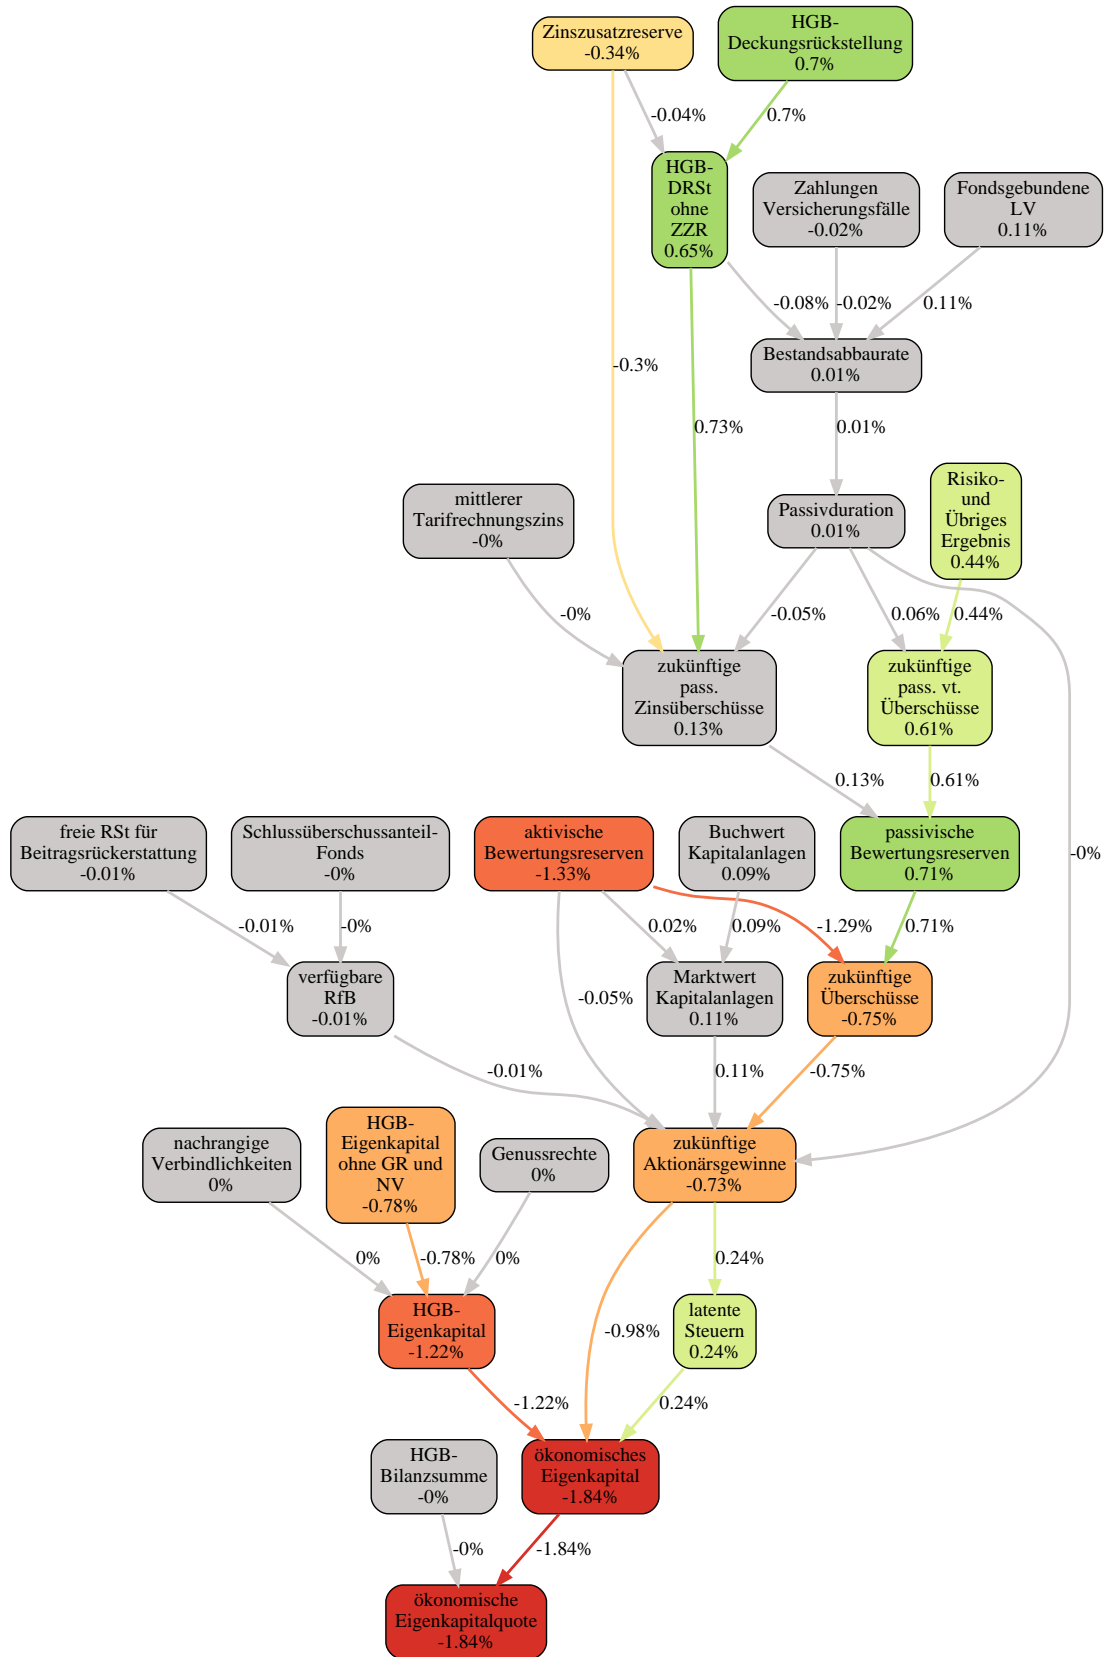 Zinszusatzreserve
-0.34%
HGB-
Deckungsrückstellung
0.7%
-0.04%
0.7%
HGB-
DRSt
ohne
ZZR
0.65%
Zahlungen
Versicherungsfälle
-0.02%
Fondsgebundene
LV
0.11%
-0.08%
-0.02%
0.11%
Bestandsabbaurate
0.01%
-0.3%
0.73%
0.01%
mittlerer
Tarifrechnungszins
-0%
Passivduration
0.01%
Risiko-
und
Übriges
Ergebnis
0.44%
-0%
-0.05%
0.06%
0.44%
zukünftige
pass.
Zinsüberschüsse
0.13%
zukünftige
pass. vt.
Überschüsse
0.61%
0.13%
0.61%
freie RSt für
Beitragsrückerstattung
-0.01%
Schlussüberschussanteil-
Fonds
-0%
aktivische
Bewertungsreserven
-1.33%
Buchwert
Kapitalanlagen
0.09%
passivische
Bewertungsreserven
0.71%
-0%
-0.01%
-0%
0.02%
0.09%
-1.29%
0.71%
verfügbare
RfB
-0.01%
-0.05%
Marktwert
Kapitalanlagen
0.11%
zukünftige
Überschüsse
-0.75%
-0.01%
0.11%
-0.75%
nachrangige
Verbindlichkeiten
0%
HGB-
Eigenkapital
ohne GR und
NV
-0.78%
Genussrechte
0%
zukünftige
Aktionärsgewinne
-0.73%
0%
-0.78%
0%
0.24%
HGB-
Eigenkapital
-1.22%
-0.98%
latente
Steuern
0.24%
-1.22%
0.24%
HGB-
Bilanzsumme
-0%
ökonomisches
Eigenkapital
-1.84%
-0%
-1.84%
ökonomische
Eigenkapitalquote
-1.84%